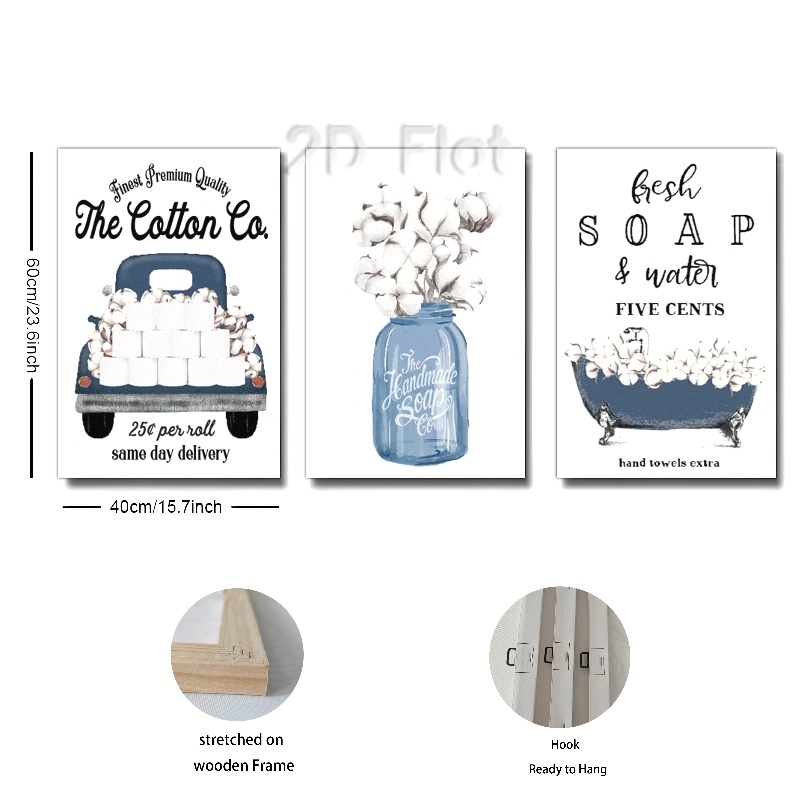 2D Flat
60cm/23.6inch
Finest Premium Quality
The Cotton Co.
25¢ per roll
same day delivery
The
Handmade
Soap
Co
fresh
SOAP
& water
FIVE CENTS
hand towels extra
40cm/15.7inch
stretched on
wooden Frame
Hook
Ready to Hang